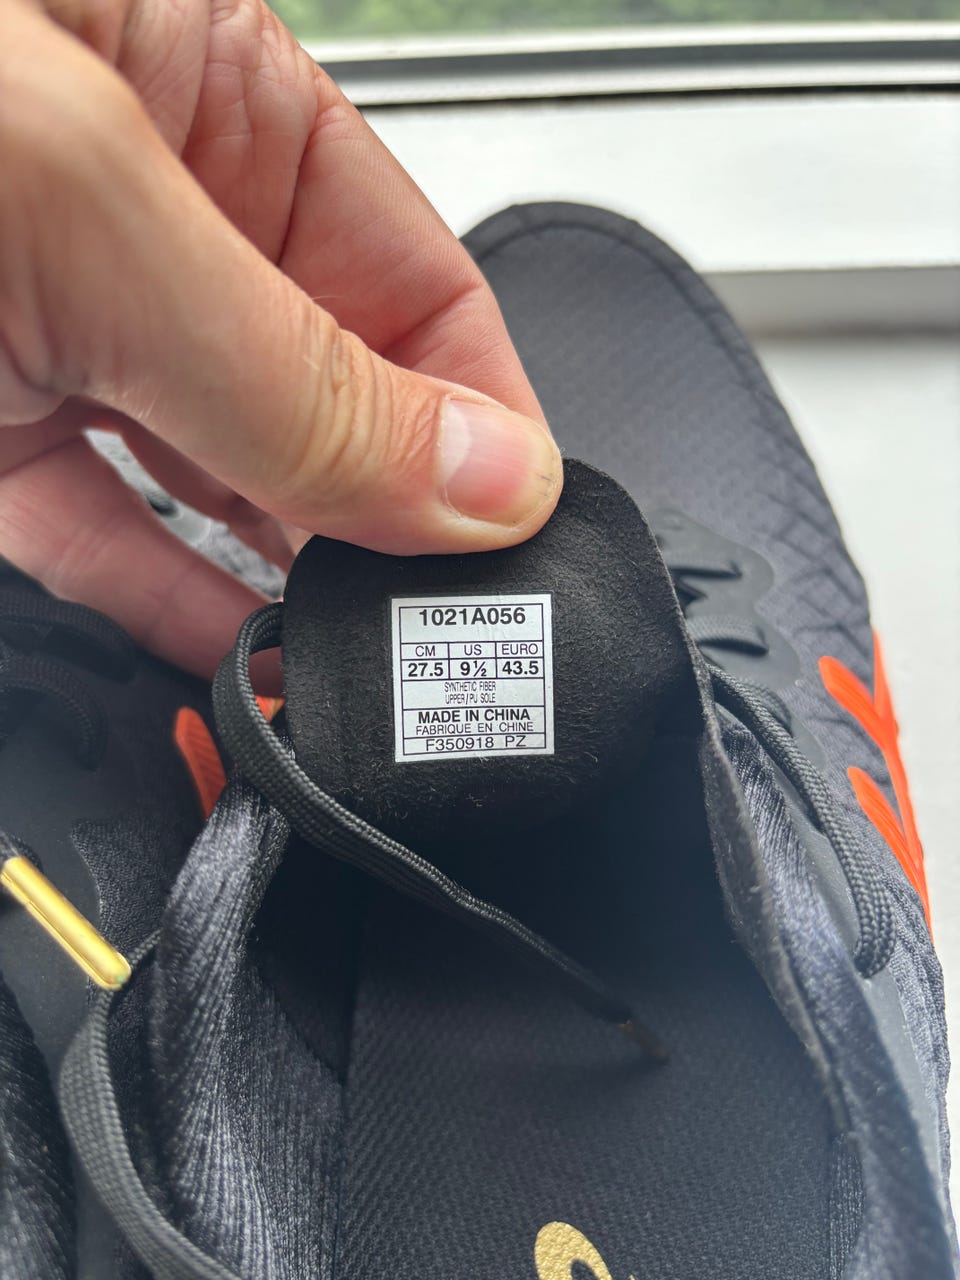 1021A056
CM US EURO
27.5 9½ 43.5
SYNTHETIC FIBER
UPPER/PU SOLE
MADE IN CHINA
FABRIQUE EN CHINE
F350918 PZ